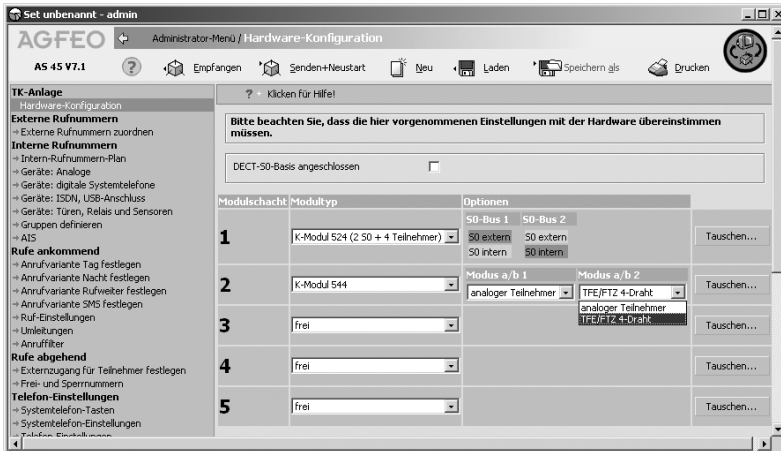 Set unbenannt - admin
AGFEO
Administrator-Menü / Hardware-Konfiguration
AS 45 V7.1
?
Empfangen
Senden+Neustart
Neu
Laden
Speichern als
Drucken
TK-Anlage
Hardware-Konfiguration
Externe Rufnummern
Externe Rufnummern zuordnen
Interne Rufnummern
Intern-Rufnummern-Plan
Geräte: Analoge
Geräte: digitale Systemtelefone
Geräte: ISDN, USB-Anschluss
Geräte: Türen, Relais und Sensoren
Gruppen definieren
AIS
Rufe ankommend
Anrufvariante Tag festlegen
Anrufvariante Nacht festlegen
Anrufvariante Rufweiter festlegen
Anrufvariante SMS festlegen
Ruf-Einstellungen
Umleitungen
Anruffilter
Rufe abgehend
Externzugang für Teilnehmer festlegen
Frei- und Sperrnummern
Telefon-Einstellungen
Systemtelefon-Tasten
Systemtelefon-Einstellungen
Telefon-Einstellungen
? Klicken für Hilfe!
Bitte beachten Sie, dass die hier vorgenommenen Einstellungen mit der Hardware übereinstimmen
müssen.
DECT-S0-Basis angeschlossen
Modulschacht Modultyp Optionen
S0-Bus 1 S0-Bus 2
1 K-Modul 524 (2 S0 + 4 Teilnehmer) S0 extern S0 extern Tauschen...
S0 intern S0 intern
Modus a/b 1 Modus a/b 2
2 K-Modul 544 analoger Teilnehmer TFE/FTZ 4-Draht Tauschen...
analoger Teilnehmer
TFE/FTZ 4-Draht
3 frei Tauschen...
4 frei Tauschen...
5 frei Tauschen...